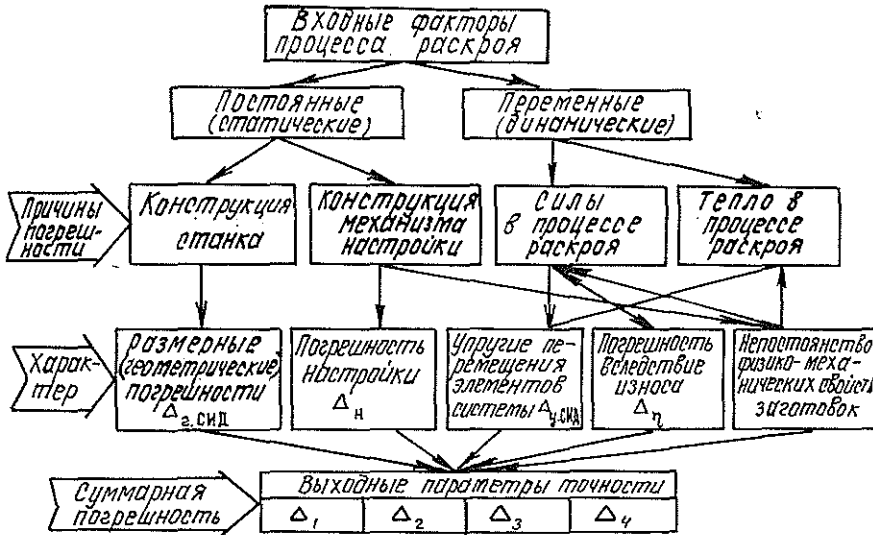 Входные факторы
процесса раскроя
Постоянные
(статические)
Переменные
(динамические)
Причины
погреш-
ности
Конструкция
станка
Конструкция
механизма
настройки
Силы
в процессе
раскроя
Тепло в
процессе
раскроя
Харак-
тер
Размерные
(геометрические)
погрешности
Δг.СИД
Погрешность
настройки
Δн
Упругие пе-
ремещения
элементов
системы Δу.СИД
Погрешность
вследствие
износа
Δη
Непостоянство
физико-меха-
нических свойств
заготовок
Суммарная
погрешность
Выходные параметры точности
Δ1 Δ2 Δ3 Δ4